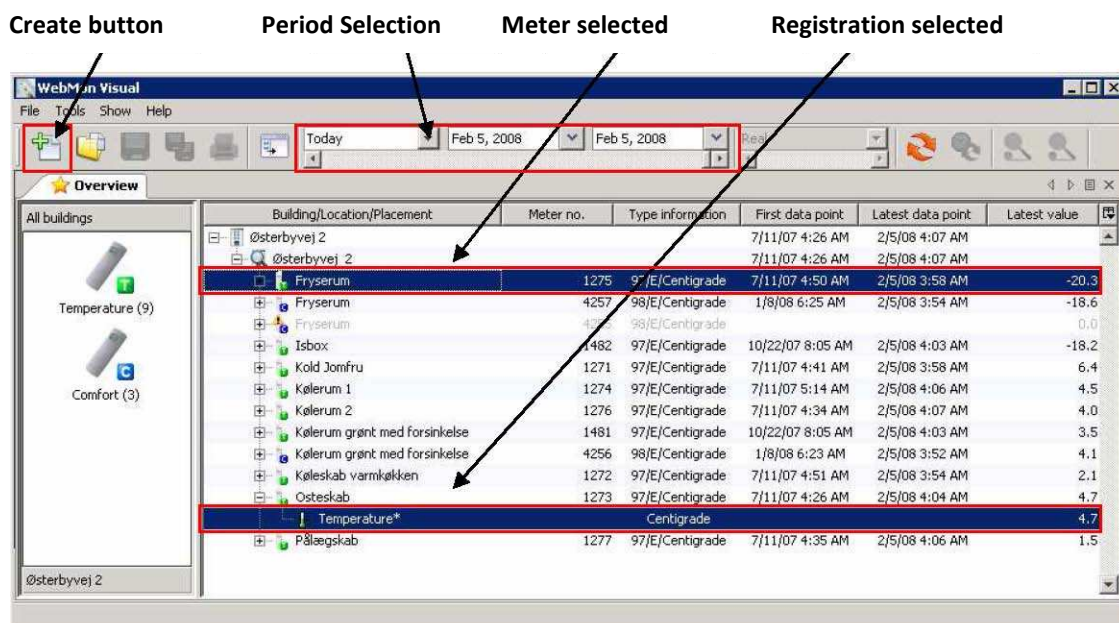 Create button Period Selection Meter selected Registration selected
WebMon Visual
File Tools Show Help
Today Feb 5, 2008 Feb 5, 2008
Overview
All buildings Building/Location/Placement Meter no. Type information First data point Latest data point Latest value
Østerbyvej 2 7/11/07 4:26 AM 2/5/08 4:07 AM
Østerbyvej 2 7/11/07 4:26 AM 2/5/08 4:07 AM
Fryserum 1275 97/E/Centigrade 7/11/07 4:50 AM 2/5/08 3:58 AM -20.3
Temperature (9) Fryserum 4257 98/E/Centigrade 1/8/08 6:25 AM 2/5/08 3:54 AM -18.6
Fryserum 98/E/Centigrade 0.0
Isbox 1482 97/E/Centigrade 10/22/07 8:05 AM 2/5/08 4:03 AM -18.2
Kold Jomfru 1271 97/E/Centigrade 7/11/07 4:41 AM 2/5/08 3:58 AM 6.4
Comfort (3) Kølerum 1 1274 97/E/Centigrade 7/11/07 5:14 AM 2/5/08 4:06 AM 4.5
Kølerum 2 1276 97/E/Centigrade 7/11/07 4:34 AM 2/5/08 4:07 AM 4.0
Kølerum grønt med forsinkelse 1481 97/E/Centigrade 10/22/07 8:05 AM 2/5/08 4:03 AM 3.5
Kølerum grønt med forsinkelse 4256 98/E/Centigrade 1/8/08 6:23 AM 2/5/08 3:52 AM 4.1
Køleskab varmkøkken 1272 97/E/Centigrade 7/11/07 4:51 AM 2/5/08 3:54 AM 2.1
Osteskab 1273 97/E/Centigrade 7/11/07 4:26 AM 2/5/08 4:04 AM 4.7
Temperature* Centigrade 4.7
Pålægskab 1277 97/E/Centigrade 7/11/07 4:35 AM 2/5/08 4:06 AM 1.5
Østerbyvej 2